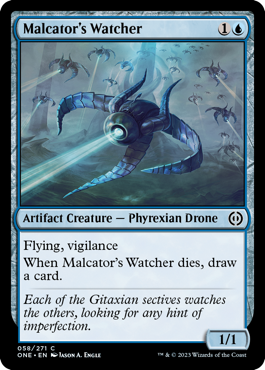 Malcator's Watcher 1
Artifact Creature — Phyrexian Drone
Flying, vigilance
When Malcator's Watcher dies, draw
a card.
Each of the Gitaxian sectives watches
the others, looking for any hint of
imperfection.
1/1
058/271 C
ONE • EN Jason A. Engle
™ & © 2023 Wizards of the Coast